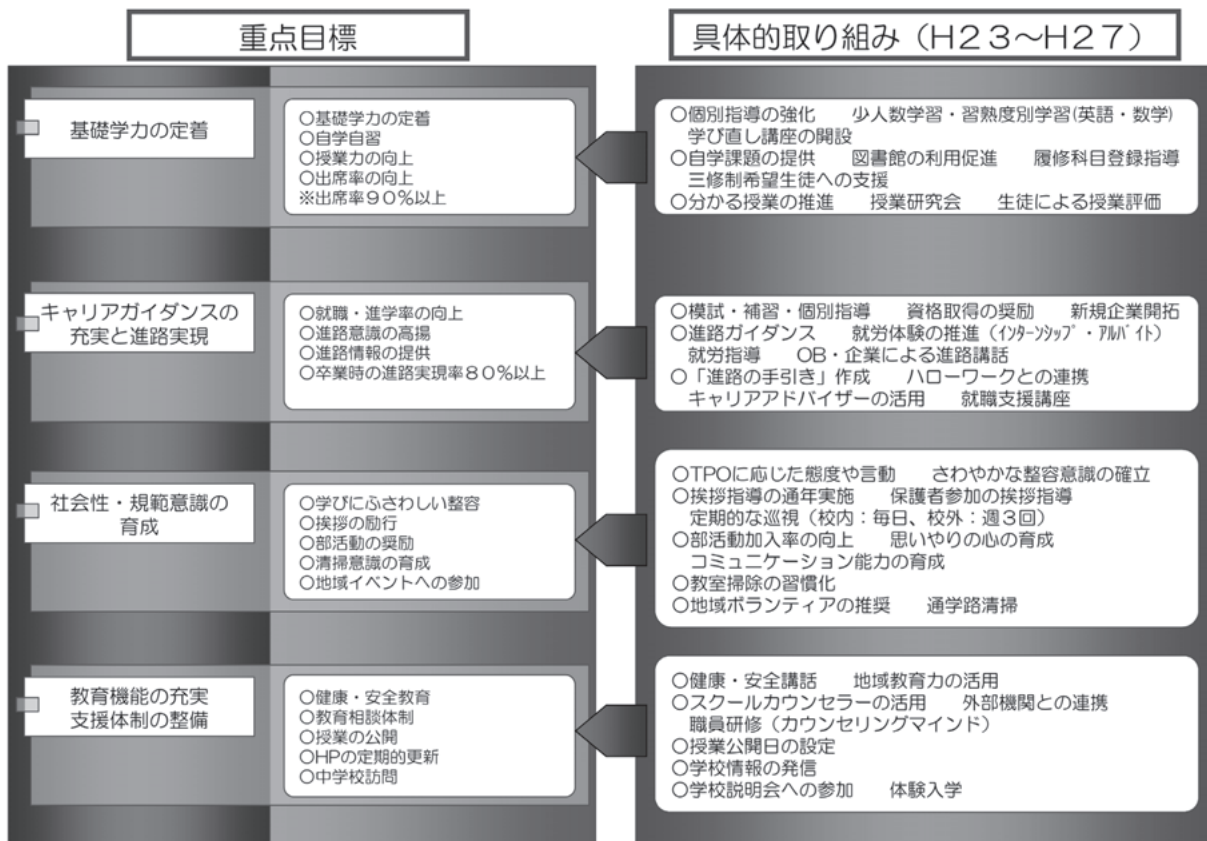 重点目標
具体的取り組み（H２３～H２７）
基礎学力の定着
○基礎学力の定着
○自学自習
○授業力の向上
○出席率の向上
※出席率９０％以上
○個別指導の強化　少人数学習・習熟度別学習(英語・数学)
学び直し講座の開設
○自学課題の提供　図書館の利用促進　履修科目登録指導
三修制希望生徒への支援
○分かる授業の推進　授業研究会　生徒による授業評価
キャリアガイダンスの
充実と進路実現
○就職・進学率の向上
○進路意識の高揚
○進路情報の提供
○卒業時の進路実現率８０％以上
○模試・補習・個別指導　資格取得の奨励　新規企業開拓
○進路ガイダンス　就労体験の推進（ｲﾝﾀｰﾝｼｯﾌﾟ・ｱﾙﾊﾞｲﾄ）
就労指導　OB・企業による進路講話
○「進路の手引き」作成　ハローワークとの連携
キャリアアドバイザーの活用　就職支援講座
社会性・規範意識の
育成
○学びにふさわしい整容
○挨拶の励行
○部活動の奨励
○清掃意識の育成
○地域イベントへの参加
○TPOに応じた態度や言動　さわやかな整容意識の確立
○挨拶指導の通年実施　保護者参加の挨拶指導
定期的な巡視（校内：毎日、校外：週３回）
○部活動加入率の向上　思いやりの心の育成
コミュニケーション能力の育成
○教室掃除の習慣化
○地域ボランティアの推奨　通学路清掃
教育機能の充実
支援体制の整備
○健康・安全教育
○教育相談体制
○授業の公開
○HPの定期的更新
○中学校訪問
○健康・安全講話　地域教育力の活用
○スクールカウンセラーの活用　外部機関との連携
職員研修（カウンセリングマインド）
○授業公開日の設定
○学校情報の発信
○学校説明会への参加　体験入学